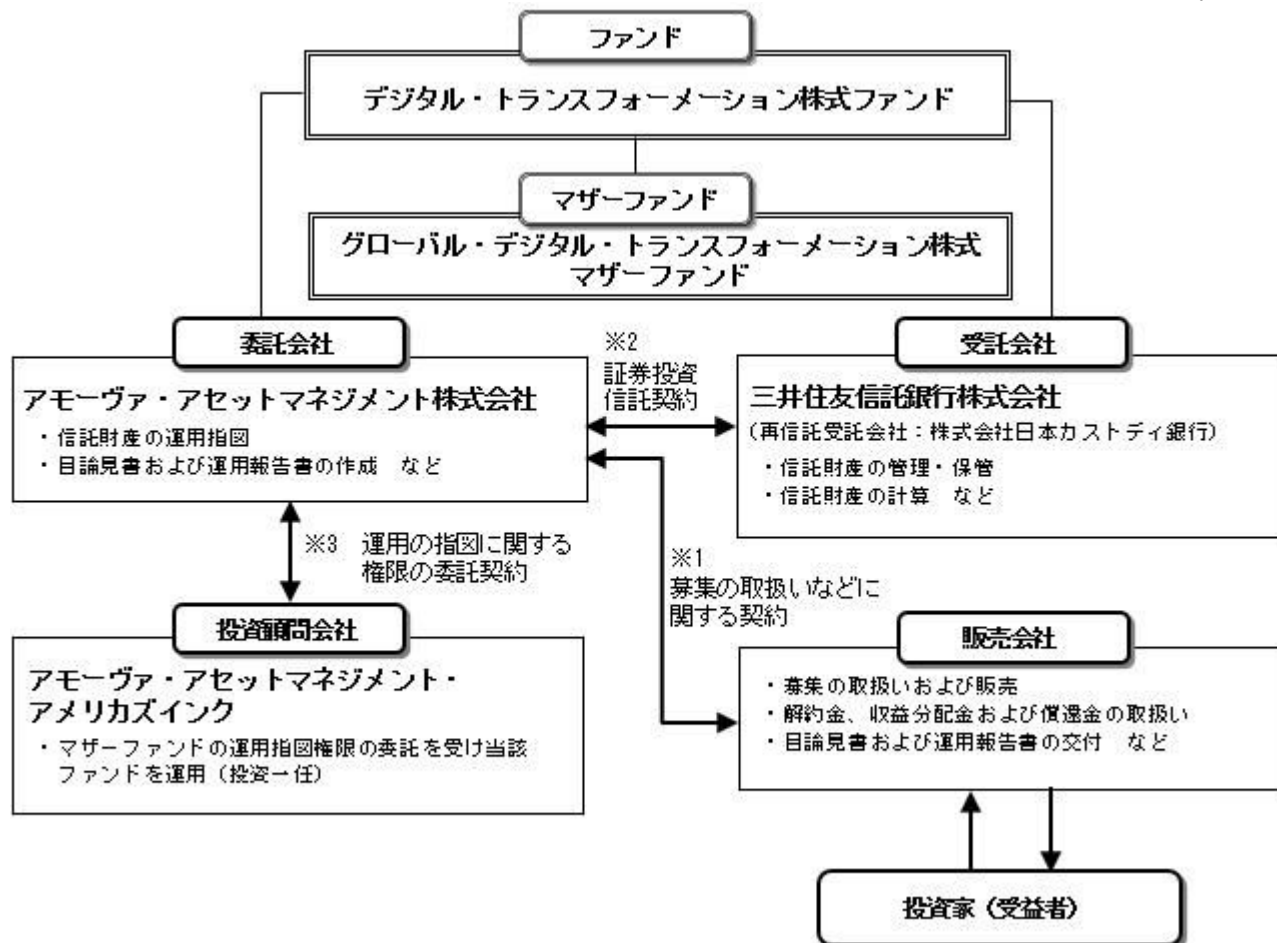 ファンド
デジタル・トランスフォーメーション株式ファンド
マザーファンド
グローバル・デジタル・トランスフォーメーション株式
マザーファンド
委託会社
アモーヴァ・アセットマネジメント株式会社
・信託財産の運用指図
・目論見書および運用報告書の作成 など
※2
証券投資
信託契約
受託会社
三井住友信託銀行株式会社
(再信託受託会社:株式会社日本カストディ銀行)
・信託財産の管理・保管
・信託財産の計算 など
※3 運用の指図に関する
権限の委託契約
※1
募集の取扱いなどに
関する契約
投資顧問会社
アモーヴァ・アセットマネジメント・
アメリカズインク
・マザーファンドの運用指図権限の委託を受け当該
ファンドを運用(投資一任)
販売会社
・募集の取扱いおよび販売
・解約金、収益分配金および償還金の取扱い
・目論見書および運用報告書の交付 など
投資家(受益者)